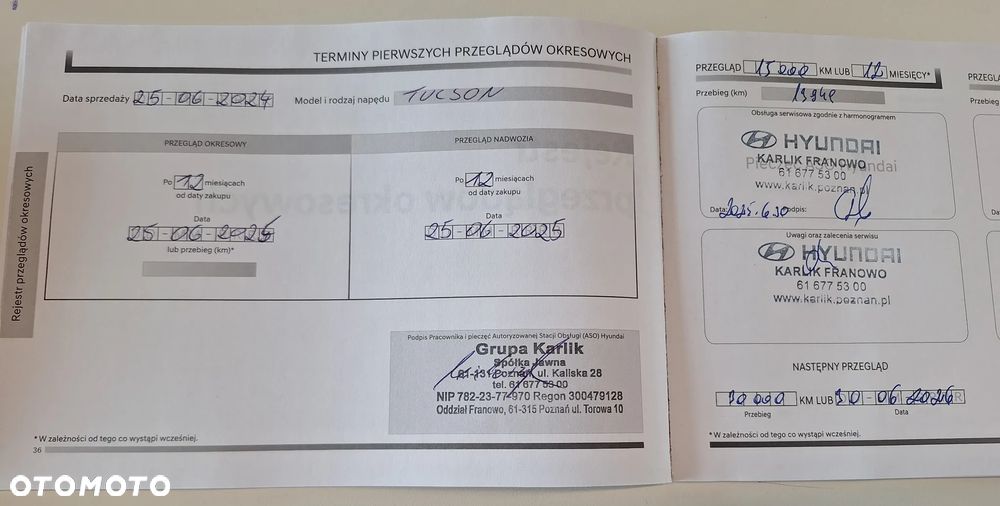 TERMINY PIERWSZYCH PRZEGLĄDÓW OKRESOWYCH
Data sprzedaży 25-06-2024 Model i rodzaj napędu TUCSON
PRZEGLĄD OKRESOWY
Po 12 miesiącach
od daty zakupu
Data
25-06-2025
lub przebieg (km)*
PRZEGLĄD NADWOZIA
Po 12 miesiącach
od daty zakupu
Data
25-06-2025
Rejestr przeglądów okresowych
Podpis Pracownika i pieczęć Autoryzowanej Stacji Obsługi (ASO) Hyundai
Grupa Karlik
Spółka Jawna
61-131 Poznań, ul. Kaliska 28
tel. 61 677 53 00
NIP 782-23-77-970 Regon 300479128
Oddział Franowo, 61-315 Poznań ul. Torowa 10
* W zależności od tego co wystąpi wcześniej.
36
PRZEGLĄD 15 000 KM LUB 12 MIESIĘCY*
Przebieg (km)
Obsługa serwisowa zgodnie z harmonogramem
HYUNDAI
KARLIK FRANOWO
61 677 53 00
www.karlik.poznan.pl
Data: 2025.6.30 Podpis:
Uwagi oraz zalecenia serwisu
HYUNDAI
KARLIK FRANOWO
61 677 53 00
www.karlik.poznan.pl
NASTĘPNY PRZEGLĄD
30 000 KM LUB 30-06-2026
Przebieg Data
* W zależności od tego co wystąpi wcześniej.
PRZEGLĄ
Przebieg
OTOMOTO